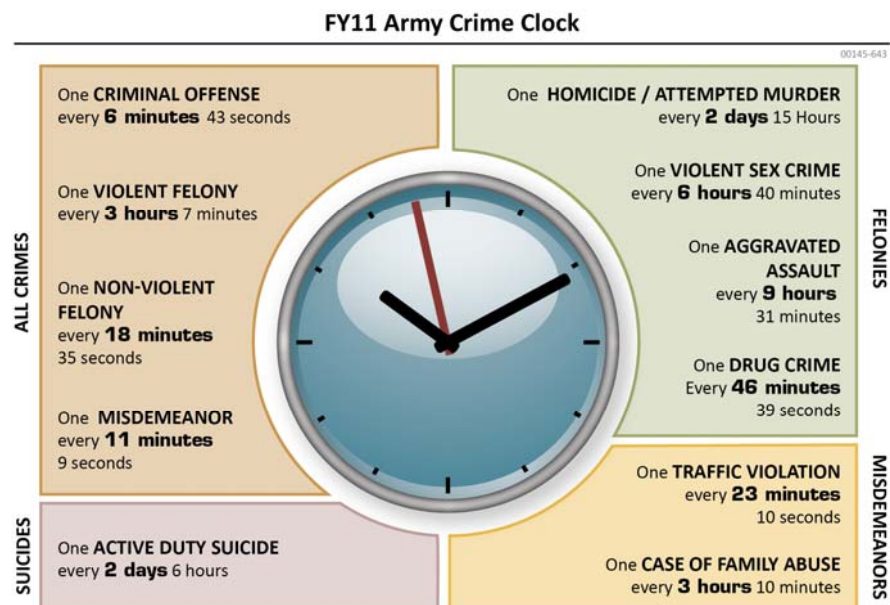 FY11 Army Crime Clock
00145-643
ALL CRIMES
One CRIMINAL OFFENSE
every 6 minutes 43 seconds
One VIOLENT FELONY
every 3 hours 7 minutes
One NON-VIOLENT
FELONY
every 18 minutes
35 seconds
One MISDEMEANOR
every 11 minutes
9 seconds
FELONIES
One HOMICIDE / ATTEMPTED MURDER
every 2 days 15 Hours
One VIOLENT SEX CRIME
every 6 hours 40 minutes
One AGGRAVATED
ASSAULT
every 9 hours
31 minutes
One DRUG CRIME
Every 46 minutes
39 seconds
SUICIDES
One ACTIVE DUTY SUICIDE
every 2 days 6 hours
MISDEMEANORS
One TRAFFIC VIOLATION
every 23 minutes
10 seconds
One CASE OF FAMILY ABUSE
every 3 hours 10 minutes